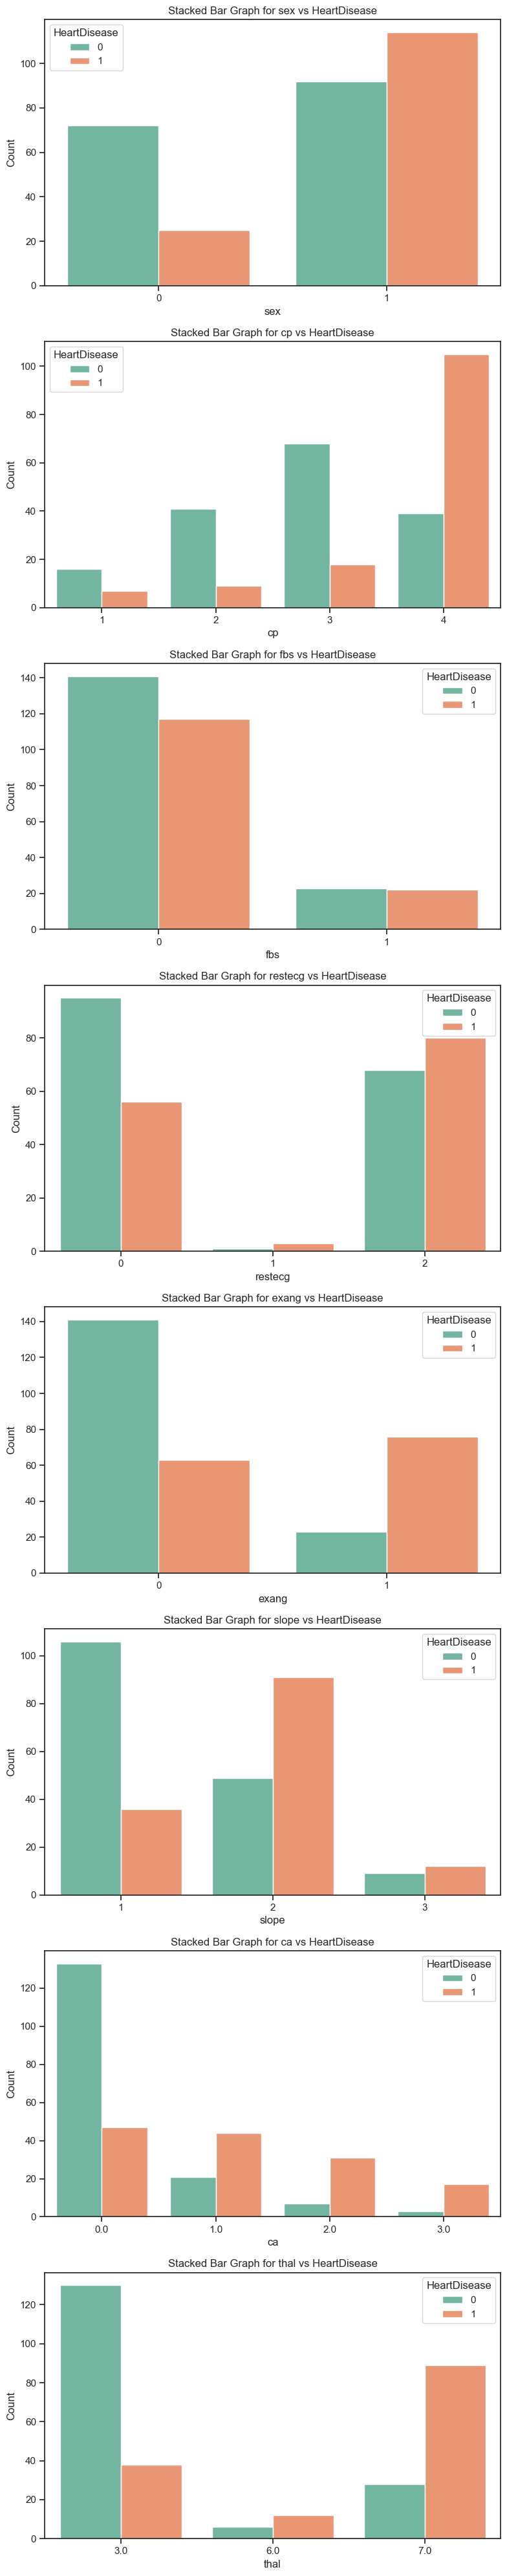 Stacked Bar Graph for sex vs HeartDisease
HeartDisease
0
1
100
80
60
40
20
0
Count
0 1
sex
Stacked Bar Graph for cp vs HeartDisease
HeartDisease
0
1
100
80
60
40
20
0
Count
1 2 3 4
cp
Stacked Bar Graph for fbs vs HeartDisease
HeartDisease
0
1
140
120
100
80
60
40
20
0
Count
0 1
fbs
Stacked Bar Graph for restecg vs HeartDisease
HeartDisease
0
1
80
60
40
20
0
Count
0 1 2
restecg
Stacked Bar Graph for exang vs HeartDisease
HeartDisease
0
1
140
120
100
80
60
40
20
0
Count
0 1
exang
Stacked Bar Graph for slope vs HeartDisease
HeartDisease
0
1
100
80
60
40
20
0
Count
1 2 3
slope
Stacked Bar Graph for ca vs HeartDisease
HeartDisease
0
1
120
100
80
60
40
20
0
Count
0.0 1.0 2.0 3.0
ca
Stacked Bar Graph for thal vs HeartDisease
HeartDisease
0
1
120
100
80
60
40
20
0
Count
3.0 6.0 7.0
thal